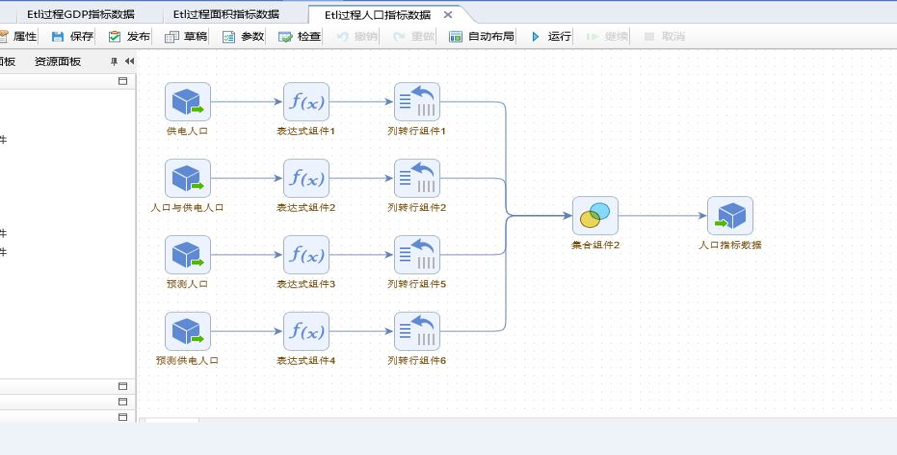 Etl过程GDP指标数据 Etl过程面积指标数据 Etl过程人口指标数据
属性 保存 发布 草稿 参数 检查 撤销 重做 自动布局 运行 继续 取消
面板 资源面板
供电人口 表达式组件1 列转行组件1
件
人口与供电人口 表达式组件2 列转行组件2
件
集合组件2 人口指标数据
件
预测人口 表达式组件3 列转行组件5
预测供电人口 表达式组件4 列转行组件6